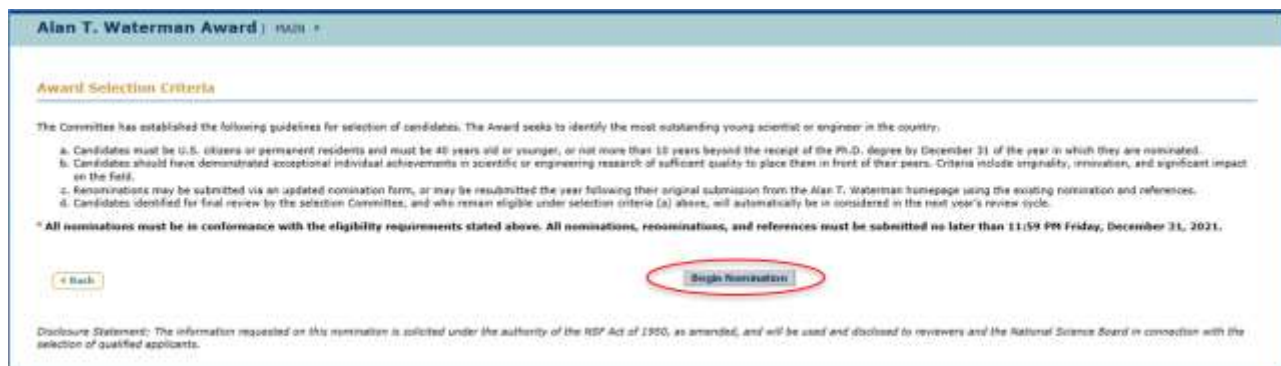 Alan T. Waterman Award | MAIN
Award Selection Criteria
The Committee has established the following guidelines for selection of candidates. The Award seeks to identify the most outstanding young scientist or engineer in the country.
a. Candidates must be U.S. citizens or permanent residents and must be 40 years old or younger, or not more than 10 years beyond the receipt of the Ph.D. degree by December 31 of the year in which they are nominated.
b. Candidates should have demonstrated exceptional individual achievements in scientific or engineering research of sufficient quality to place them in front of their peers. Criteria include originality, innovation, and significant impact
on the field.
c. Renominations may be submitted via an updated nomination form, or may be resubmitted the year following their original submission from the Alan T. Waterman homepage using the existing nomination and references.
d. Candidates identified for final review by the selection Committee, and who remain eligible under selection criteria (a) above, will automatically be in considered in the next year's review cycle.
* All nominations must be in conformance with the eligibility requirements stated above. All nominations, renominations, and references must be submitted no later than 11:59 PM Friday, December 31, 2021.
Back
Begin Nomination
Disclosure Statement: The information requested on this nomination is solicited under the authority of the NSF Act of 1950, as amended, and will be used and disclosed to reviewers and the National Science Board in connection with the
selection of qualified applicants.